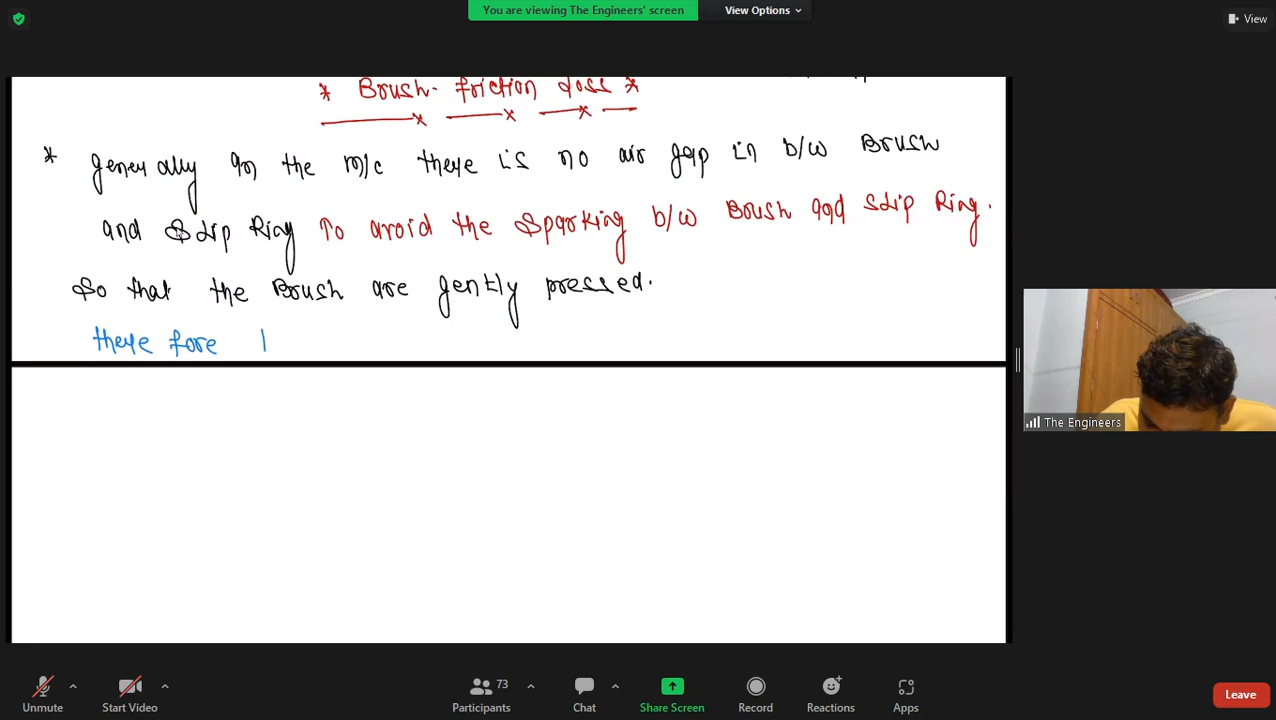 You are viewing The Engineers' screen
View Options
View
* Brush-friction loss *
* generally in the m/c there is no air gap in b/w Brush
and Slip Ring To avoid the Sparking b/w Brush and slip Ring.
So that the Brush are gently pressed.
there fore
The Engineers
Unmute
Start Video
73
Participants
Chat
Share Screen
Record
Reactions
Apps
Leave